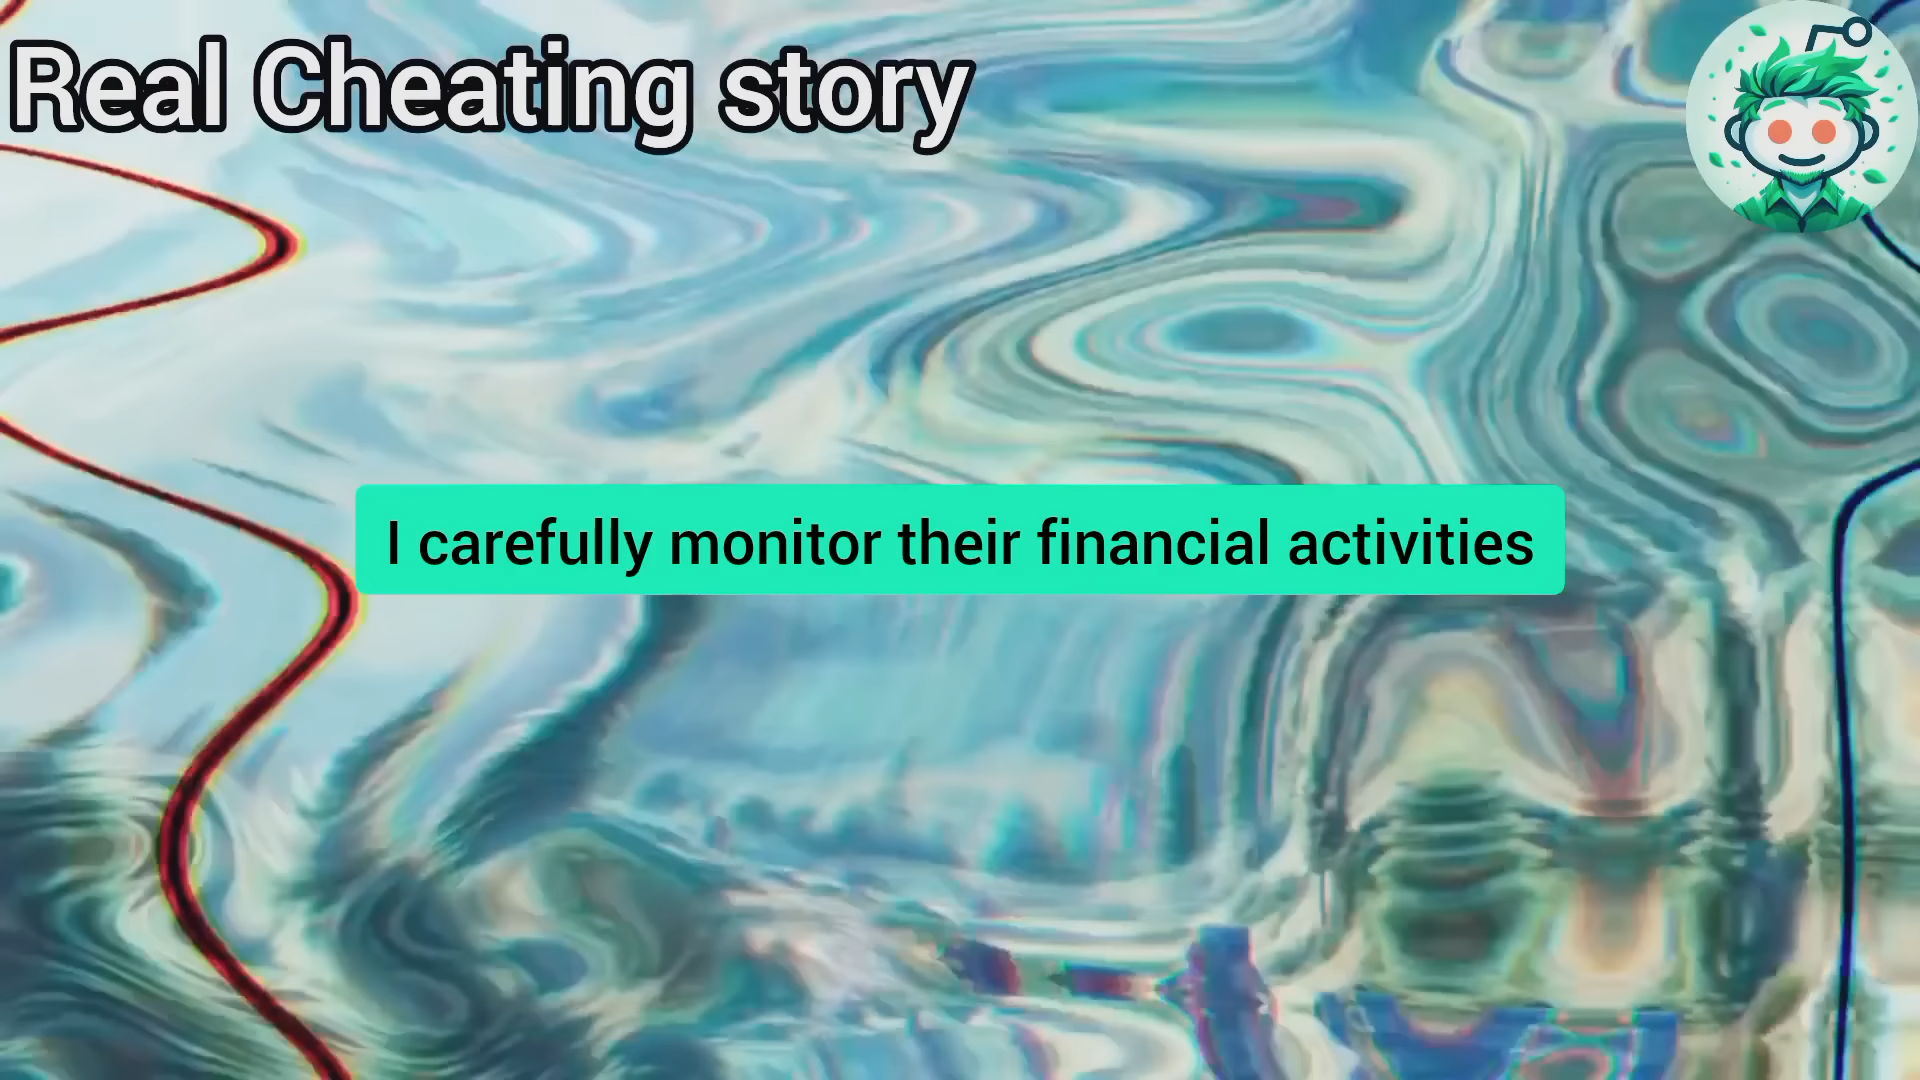 Real Cheating story
I carefully monitor their financial activities